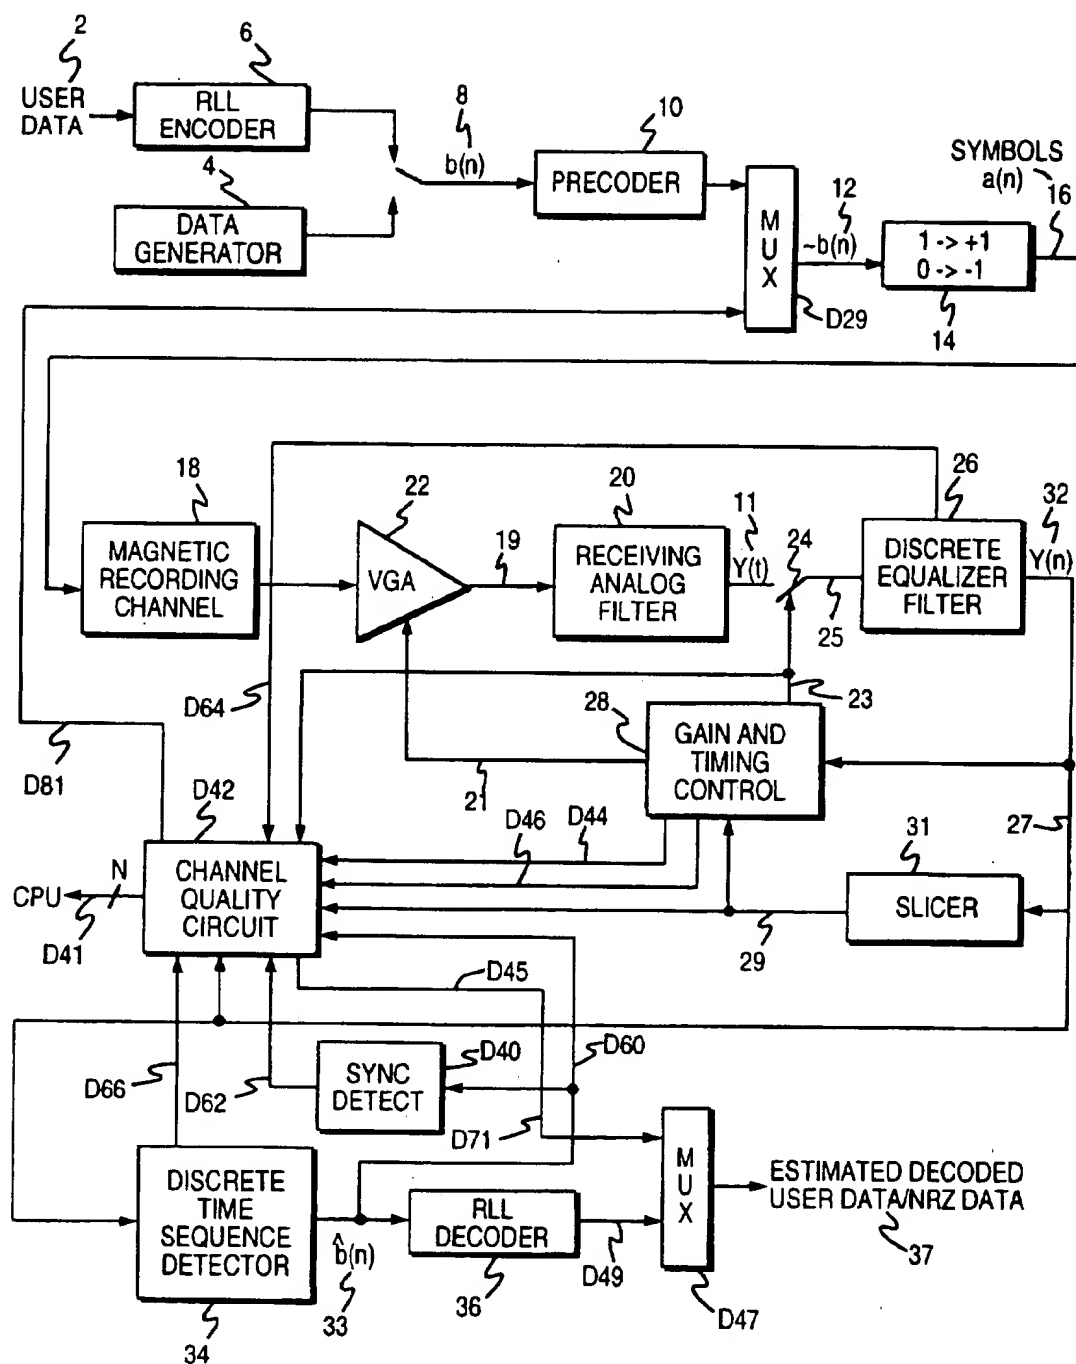 2
USER
DATA
6
RLL
ENCODER
4
DATA
GENERATOR
8
b(n)
10
PRECODER
MUX
D29
12
~b(n)
SYMBOLS
a(n)
16
1 -> +1
0 -> -1
14
18
MAGNETIC
RECORDING
CHANNEL
22
VGA
19
20
RECEIVING
ANALOG
FILTER
11
Y(t)
24
25
26
DISCRETE
EQUALIZER
FILTER
32
Y(n)
D64
23
28
GAIN AND
TIMING
CONTROL
21
D81
D42
D46
D44
27
31
SLICER
29
CHANNEL
QUALITY
CIRCUIT
N
CPU
D41
D45
D66
D62
D40
SYNC
DETECT
D60
D71
DISCRETE
TIME
SEQUENCE
DETECTOR
34
b̂(n)
33
RLL
DECODER
36
D49
MUX
D47
ESTIMATED DECODED
USER DATA/NRZ DATA
37